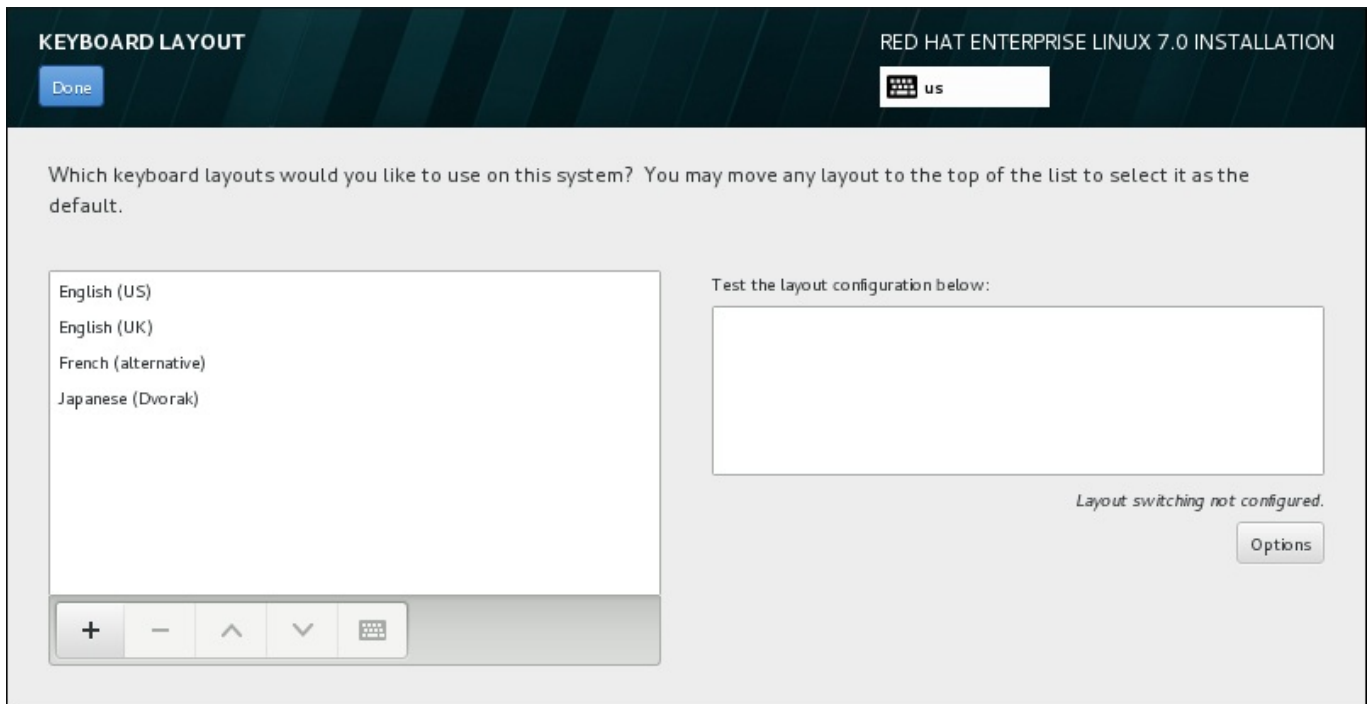 KEYBOARD LAYOUT
RED HAT ENTERPRISE LINUX 7.0 INSTALLATION
Done
us
Which keyboard layouts would you like to use on this system? You may move any layout to the top of the list to select it as the
default.
English (US)
English (UK)
French (alternative)
Japanese (Dvorak)
Test the layout configuration below:
Layout switching not configured.
Options